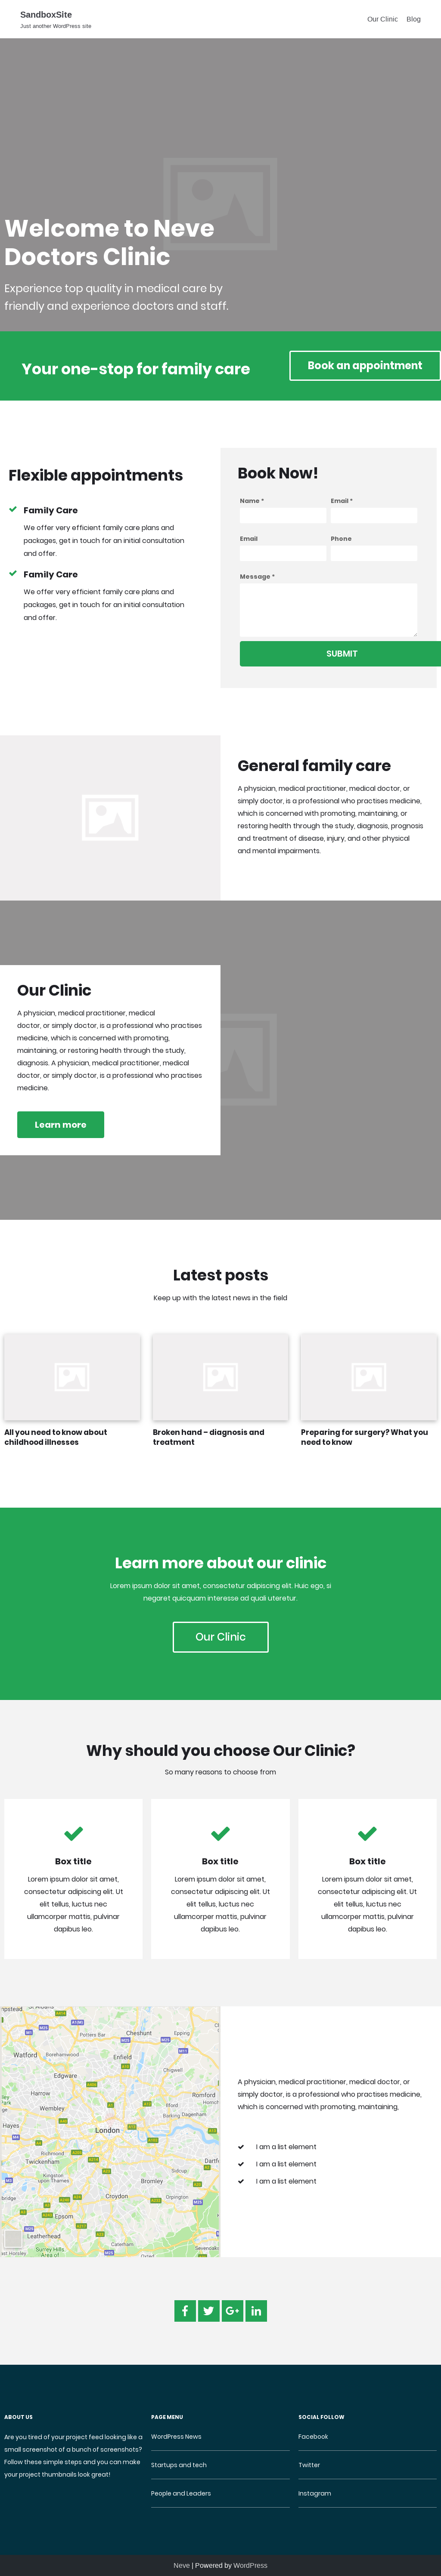 SandboxSite
Just another WordPress site
Our Clinic
Blog
Welcome to Neve
Doctors Clinic
Experience top quality in medical care by
friendly and experience doctors and staff.
Your one-stop for family care
Book an appointment
Flexible appointments
Family Care
We offer very efficient family care plans and
packages, get in touch for an initial consultation
and offer.
Family Care
We offer very efficient family care plans and
packages, get in touch for an initial consultation
and offer.
Book Now!
Name *
Email *
Email
Phone
Message *
SUBMIT
General family care
A physician, medical practitioner, medical doctor, or
simply doctor, is a professional who practises medicine,
which is concerned with promoting, maintaining, or
restoring health through the study, diagnosis, prognosis
and treatment of disease, injury, and other physical
and mental impairments.
Our Clinic
A physician, medical practitioner, medical
doctor, or simply doctor, is a professional who practises
medicine, which is concerned with promoting,
maintaining, or restoring health through the study,
diagnosis. A physician, medical practitioner, medical
doctor, or simply doctor, is a professional who practises
medicine.
Learn more
Latest posts
Keep up with the latest news in the field
All you need to know about
childhood illnesses
Broken hand – diagnosis and
treatment
Preparing for surgery? What you
need to know
Learn more about our clinic
Lorem ipsum dolor sit amet, consectetur adipiscing elit. Huic ego, si
negaret quicquam interesse ad quali uteretur.
Our Clinic
Why should you choose Our Clinic?
So many reasons to choose from
Box title
Lorem ipsum dolor sit amet,
consectetur adipiscing elit. Ut
elit tellus, luctus nec
ullamcorper mattis, pulvinar
dapibus leo.
Box title
Lorem ipsum dolor sit amet,
consectetur adipiscing elit. Ut
elit tellus, luctus nec
ullamcorper mattis, pulvinar
dapibus leo.
Box title
Lorem ipsum dolor sit amet,
consectetur adipiscing elit. Ut
elit tellus, luctus nec
ullamcorper mattis, pulvinar
dapibus leo.
Potters Bar
Cheshunt
Epping
Watford
Borehamwood
Enfield
Edgware
Chigwell
Harrow
Romford
Wembley
Ilford
Barking
Dagenham
Hayes
London
Richmond
Dartford
Twickenham
Kingston
upon Thames
Bromley
Sidcup
Croydon
Orpington
Epsom
Leatherhead
Caterham
Sevenoaks
Surrey Hills
East Horsley
A physician, medical practitioner, medical doctor, or
simply doctor, is a professional who practises medicine,
which is concerned with promoting, maintaining,
I am a list element
I am a list element
I am a list element
ABOUT US
Are you tired of your project feed looking like a
small screenshot of a bunch of screenshots?
Follow these simple steps and you can make
your project thumbnails look great!
PAGE MENU
WordPress News
Startups and tech
People and Leaders
SOCIAL FOLLOW
Facebook
Twitter
Instagram
Neve | Powered by WordPress